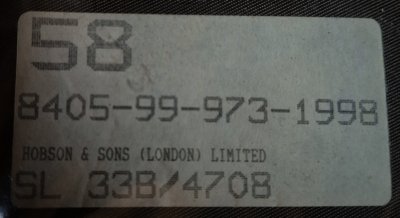 58
8405-99-973-1998
HOBSON & SONS (LONDON) LIMITED
SL 33B/4708